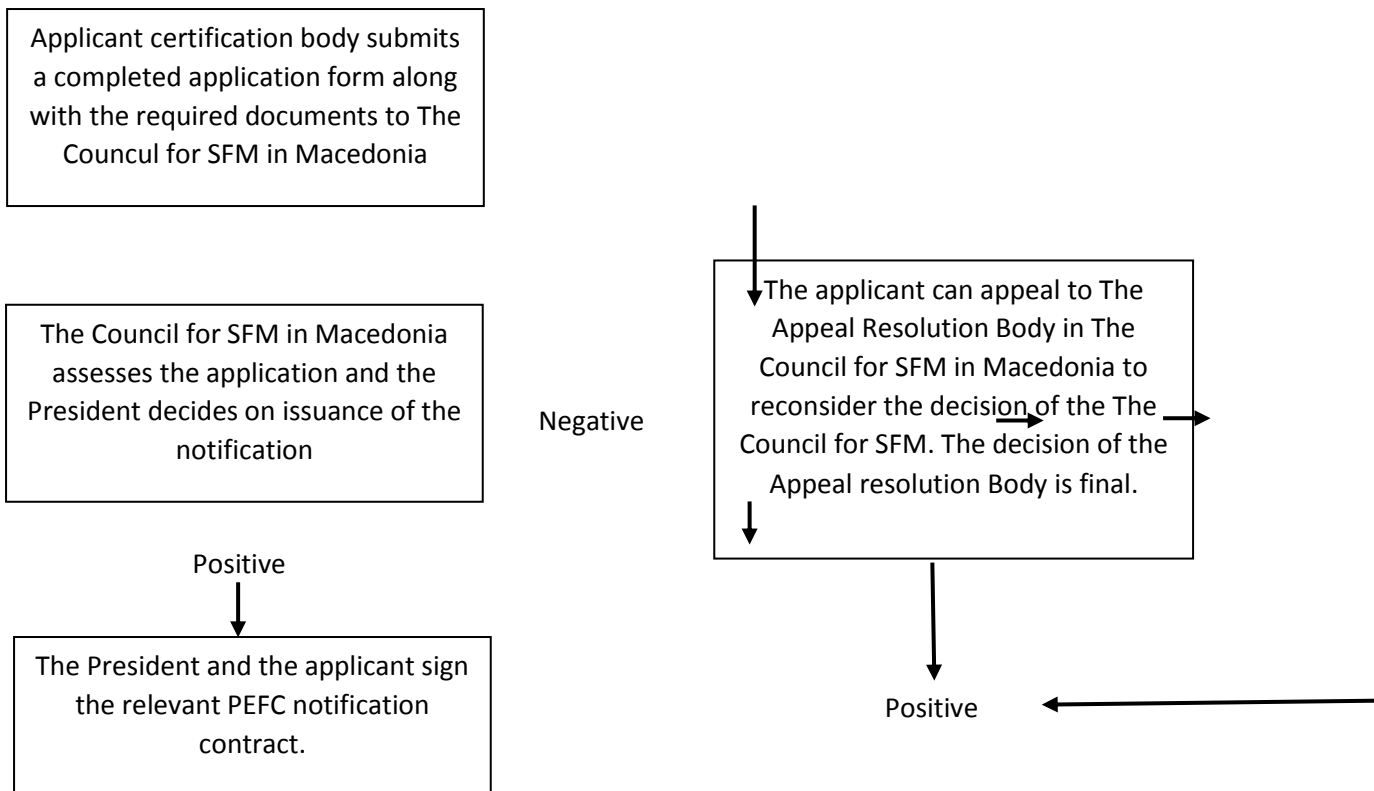 Applicant certification body submits
a completed application form along
with the required documents to The
Councul for SFM in Macedonia
The Council for SFM in Macedonia
assesses the application and the
President decides on issuance of the
notification
Negative
The applicant can appeal to The
Appeal Resolution Body in The
Council for SFM in Macedonia to
reconsider the decision of the The
Council for SFM. The decision of the
Appeal resolution Body is final.
Positive
The President and the applicant sign
the relevant PEFC notification
contract.
Positive